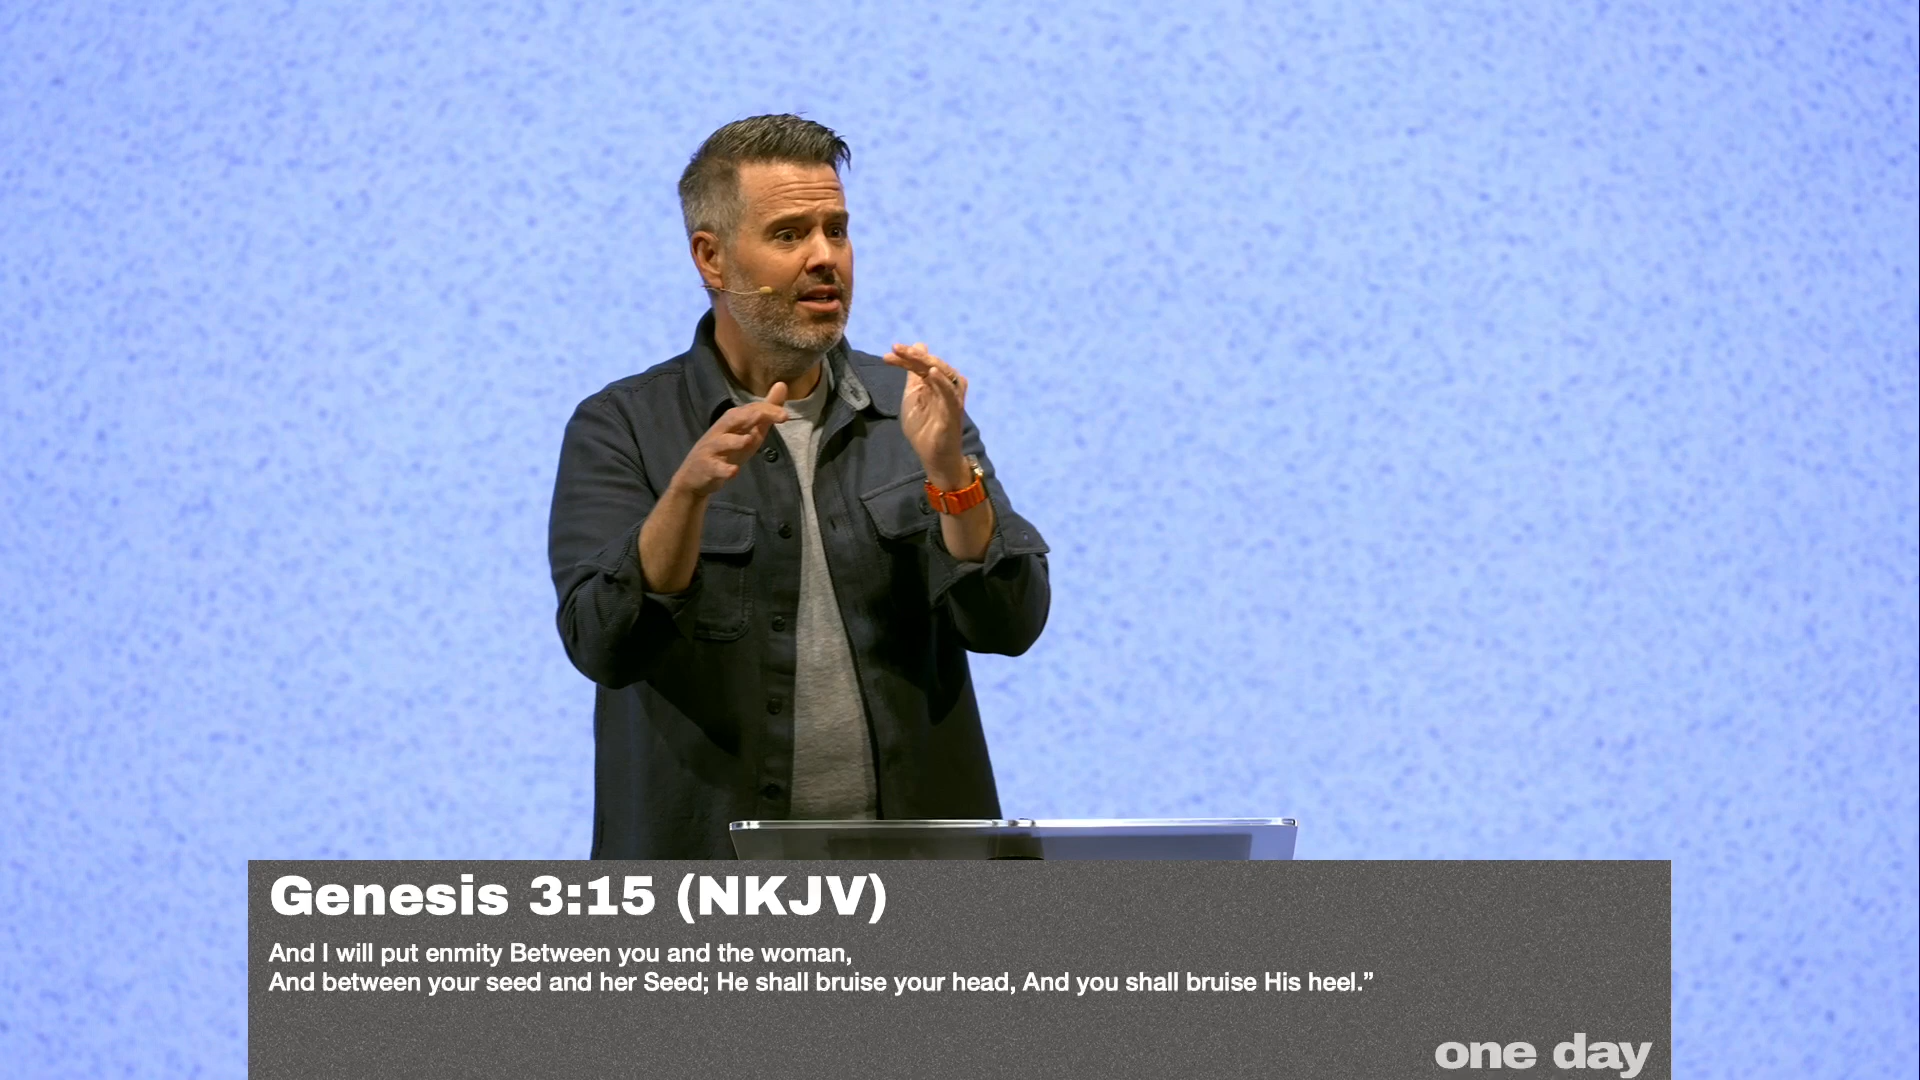 Genesis 3:15 (NKJV)
And I will put enmity Between you and the woman,
And between your seed and her Seed; He shall bruise your head, And you shall bruise His heel.”
one day